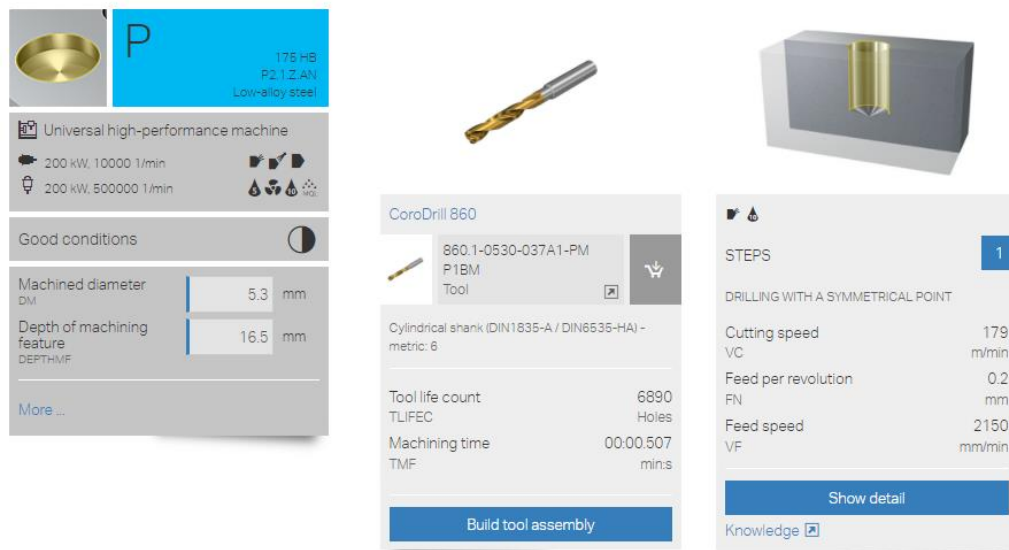 P
175 HB
P2.1.Z.AN
Low-alloy steel
Universal high-performance machine
200 kW, 10000 1/min
200 kW, 500000 1/min
5
10
MQL
Good conditions
Machined diameter
DM
5.3 mm
Depth of machining
feature
DEPTHMF
16.5 mm
More ...
CoroDrill 860
860.1-0530-037A1-PM
P1BM
Tool
Cylindrical shank (DIN1835-A / DIN6535-HA) -
metric: 6
Tool life count 6890
TLIFEC Holes
Machining time 00:00.507
TMF min:s
Build tool assembly
10
STEPS 1
DRILLING WITH A SYMMETRICAL POINT
Cutting speed 179
VC m/min
Feed per revolution 0.2
FN mm
Feed speed 2150
VF mm/min
Show detail
Knowledge